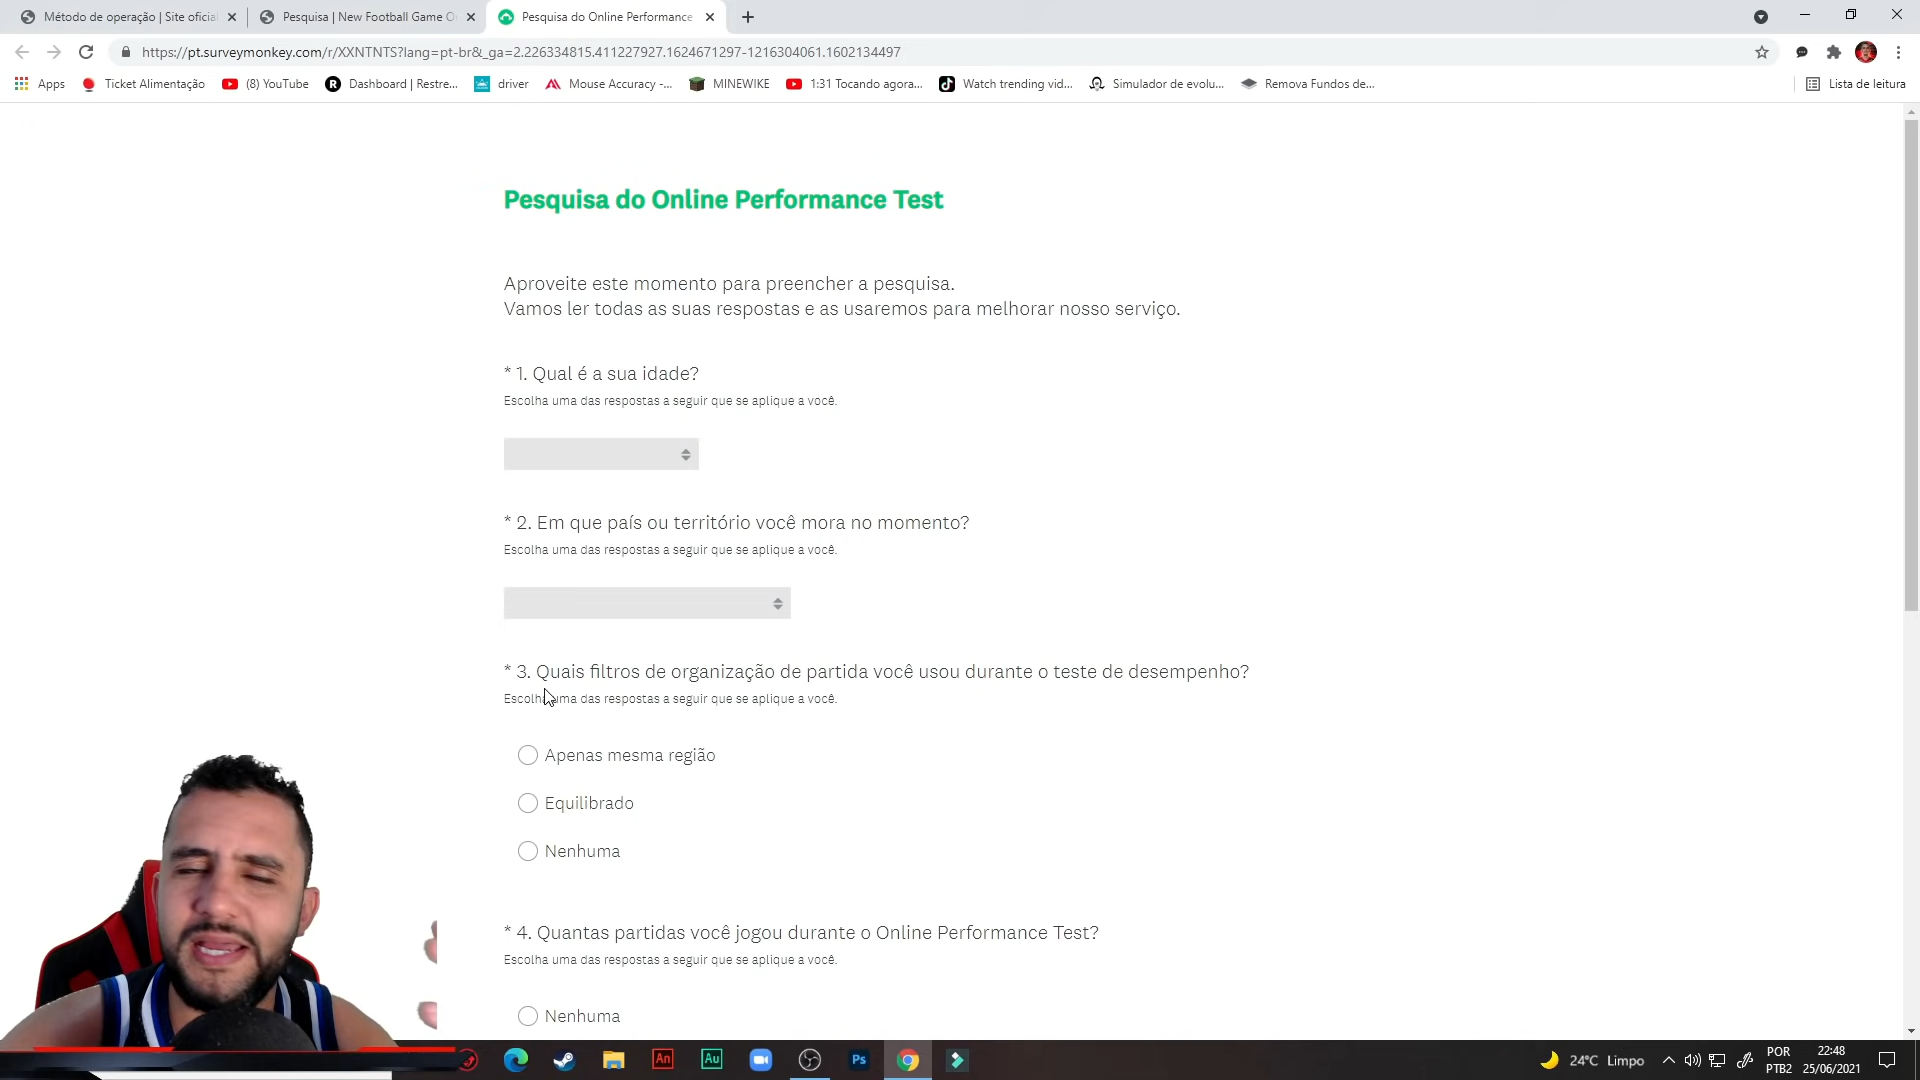 Método de operação | Site oficia
Pesquisa | New Football Game O
Pesquisa do Online Performance
https://pt.surveymonkey.com/r/XXNTNTS?lang=pt-br&_ga=2.226334815.411227927.1624671297-1216304061.1602134497
Apps
Ticket Alimentação
(8) YouTube
Dashboard | Restre...
driver
Mouse Accuracy -...
MINEWIKE
1:31 Tocando agora...
Watch trending vid...
Simulador de evolu...
Remova Fundos de...
Lista de leitura
Pesquisa do Online Performance Test
Aproveite este momento para preencher a pesquisa.
Vamos ler todas as suas respostas e as usaremos para melhorar nosso serviço.
* 1. Qual é a sua idade?
Escolha uma das respostas a seguir que se aplique a você.
* 2. Em que país ou território você mora no momento?
Escolha uma das respostas a seguir que se aplique a você.
* 3. Quais filtros de organização de partida você usou durante o teste de desempenho?
Escolha uma das respostas a seguir que se aplique a você.
Apenas mesma região
Equilibrado
Nenhuma
* 4. Quantas partidas você jogou durante o Online Performance Test?
Escolha uma das respostas a seguir que se aplique a você.
Nenhuma
An
Au
Ps
24°C Limpo
POR
PTB2
22:48
25/06/2021